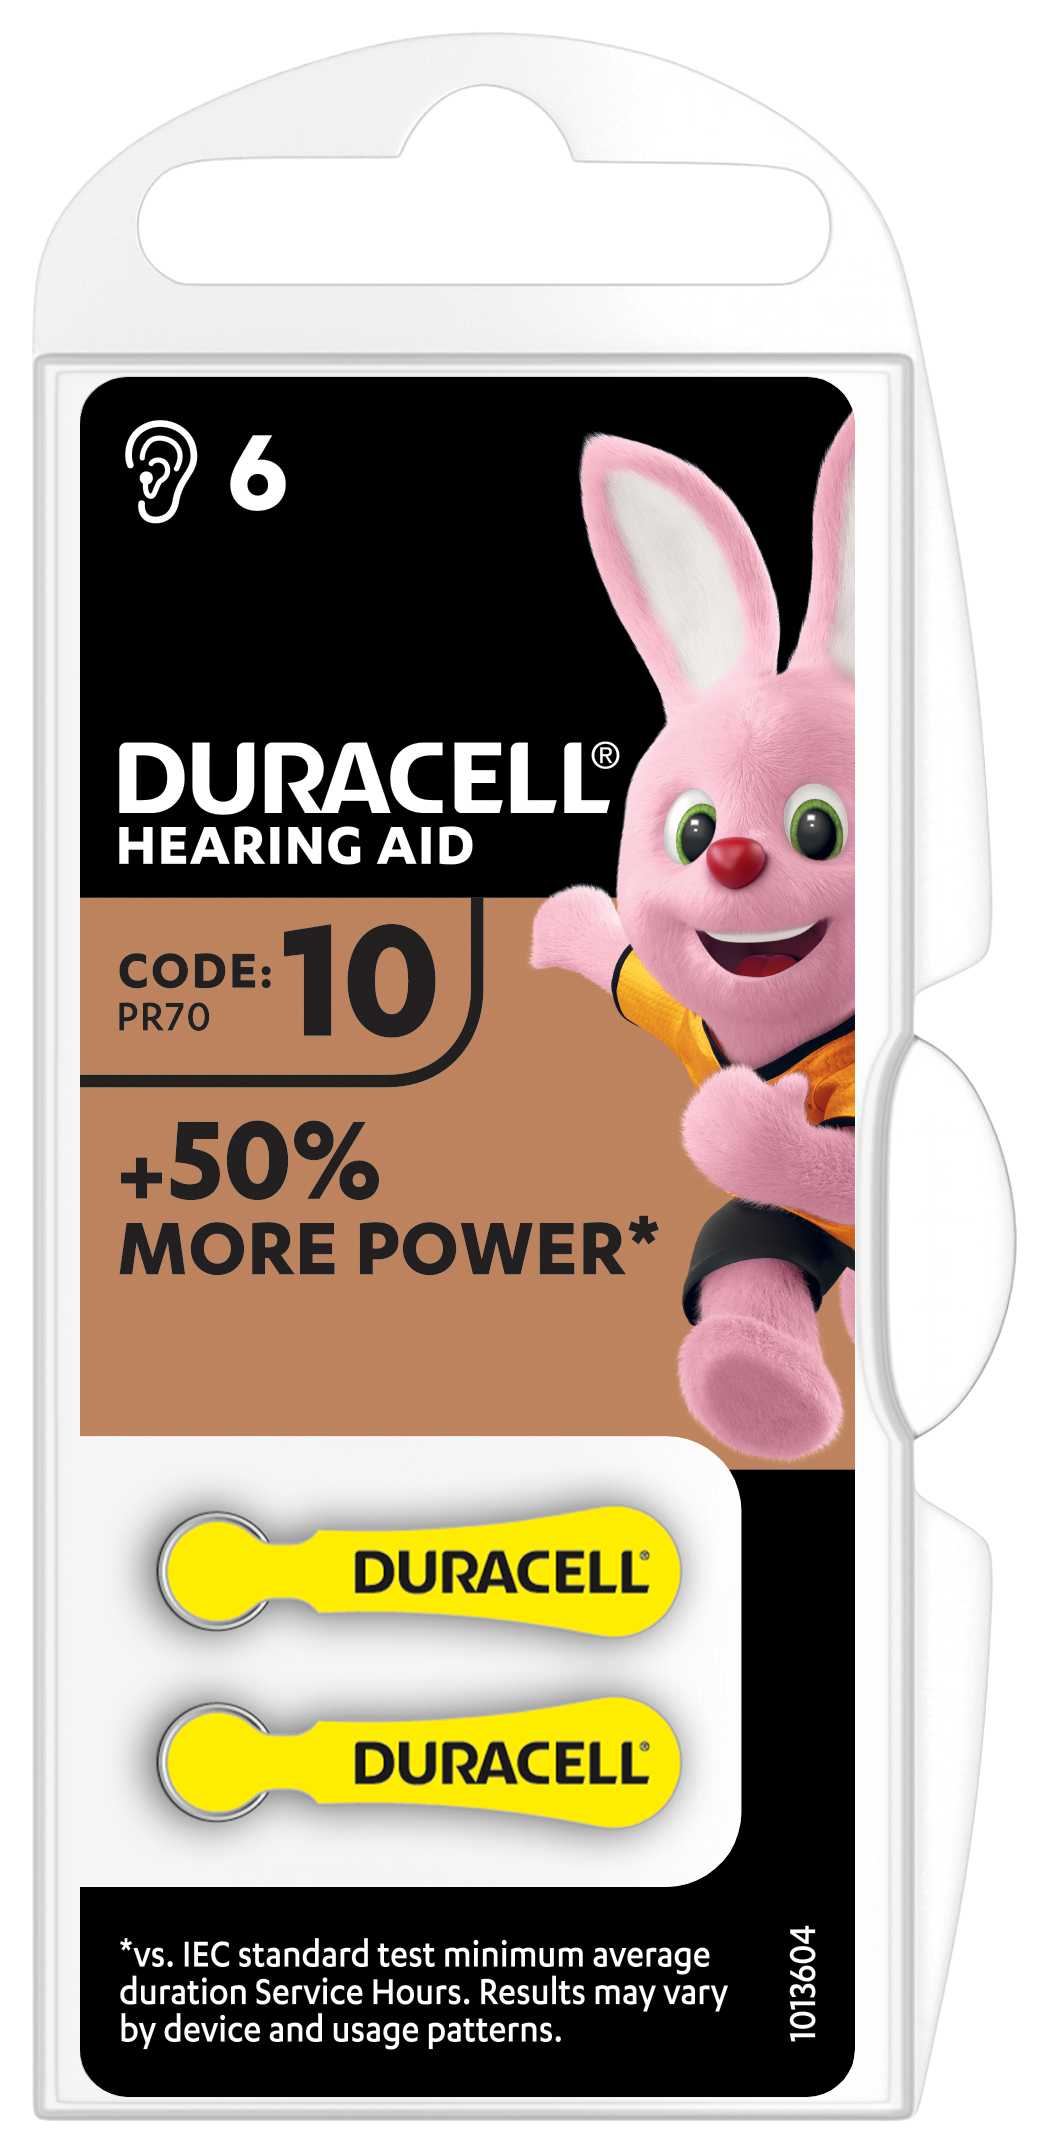 6
DURACELL®
HEARING AID
CODE: 10
PR70
+50%
MORE POWER*
DURACELL®
DURACELL®
*vs. IEC standard test minimum average
duration Service Hours. Results may vary
by device and usage patterns.
1013604